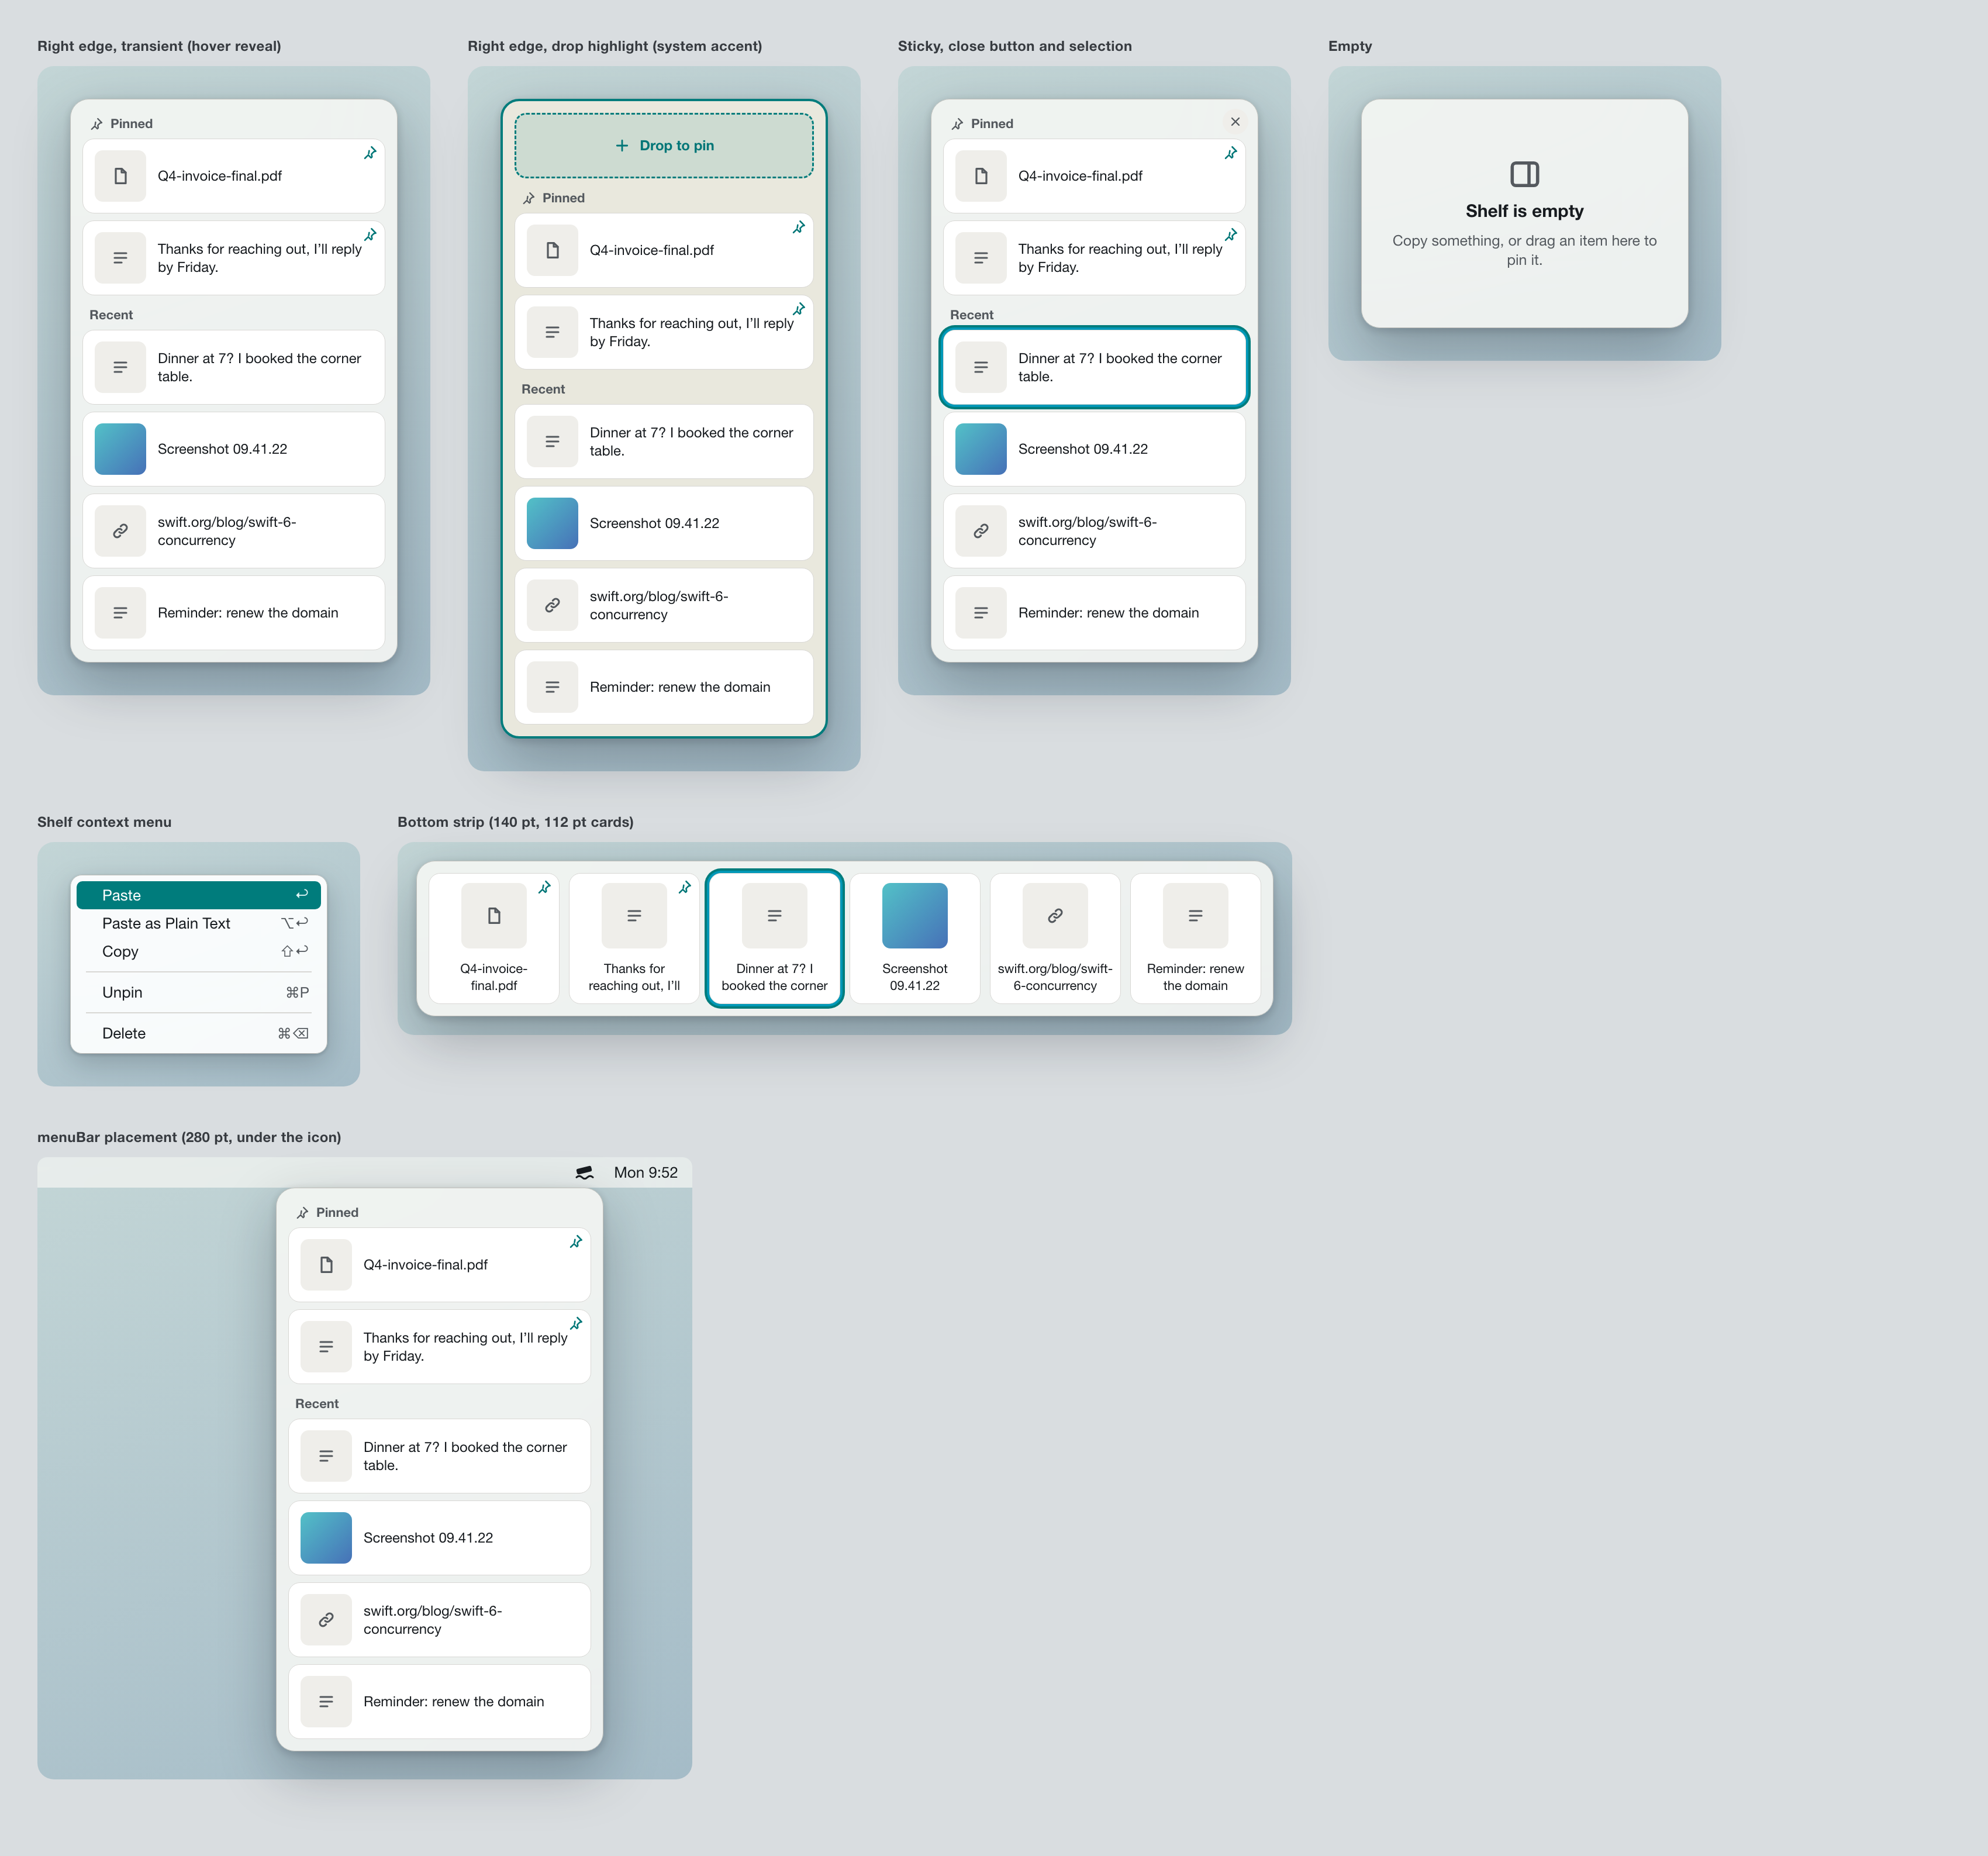 Right edge, transient (hover reveal)
Pinned
Q4-invoice-final.pdf
Thanks for reaching out, I’ll reply
by Friday.
Recent
Dinner at 7? I booked the corner
table.
Screenshot 09.41.22
swift.org/blog/swift-6-
concurrency
Reminder: renew the domain
Right edge, drop highlight (system accent)
Drop to pin
Pinned
Q4-invoice-final.pdf
Thanks for reaching out, I’ll reply
by Friday.
Recent
Dinner at 7? I booked the corner
table.
Screenshot 09.41.22
swift.org/blog/swift-6-
concurrency
Reminder: renew the domain
Sticky, close button and selection
Pinned
Q4-invoice-final.pdf
Thanks for reaching out, I’ll reply
by Friday.
Recent
Dinner at 7? I booked the corner
table.
Screenshot 09.41.22
swift.org/blog/swift-6-
concurrency
Reminder: renew the domain
Empty
Shelf is empty
Copy something, or drag an item here to
pin it.
Shelf context menu
Paste ↩
Paste as Plain Text ⌥↩
Copy ⇧↩
Unpin ⌘P
Delete ⌘⌫
Bottom strip (140 pt, 112 pt cards)
Q4-invoice-
final.pdf
Thanks for
reaching out, I’ll
Dinner at 7? I
booked the corner
Screenshot
09.41.22
swift.org/blog/swift-
6-concurrency
Reminder: renew
the domain
menuBar placement (280 pt, under the icon)
Mon 9:52
Pinned
Q4-invoice-final.pdf
Thanks for reaching out, I’ll reply
by Friday.
Recent
Dinner at 7? I booked the corner
table.
Screenshot 09.41.22
swift.org/blog/swift-6-
concurrency
Reminder: renew the domain